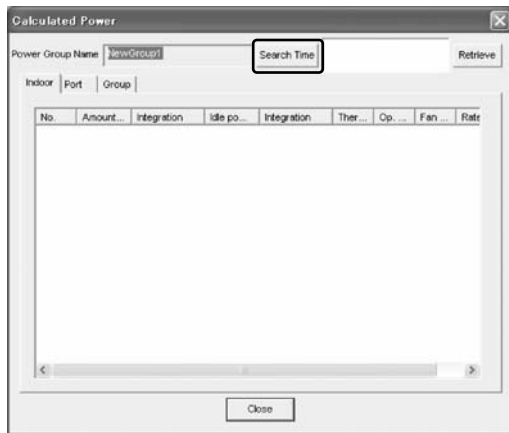 Calculated Power
Power Group Name NewGroup1 Search Time Retrieve
Indoor Port Group
No. Amount... Integration Idle po... Integration Ther... Op. ... Fan ... Rate
Close